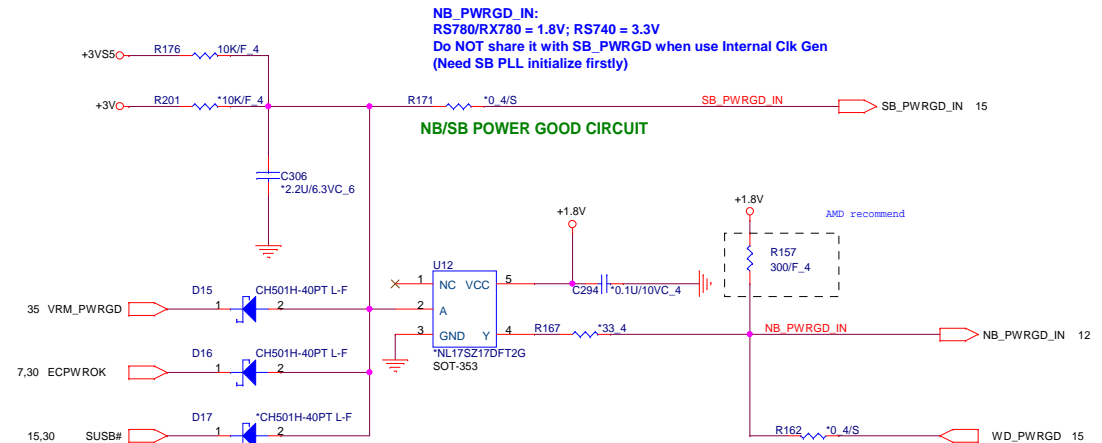 NB_PWRGD_IN:
RS780/RX780 = 1.8V; RS740 = 3.3V
Do NOT share it with SB_PWRGD when use Internal Clk Gen
(Need SB PLL initialize firstly)
+3VS5
R176
10K/F_4
+3V
R201
*10K/F_4
R171
*0_4/S
SB_PWRGD_IN
SB_PWRGD_IN 15
NB/SB POWER GOOD CIRCUIT
C306
*2.2U/6.3VC_6
+1.8V
+1.8V
AMD recommend
R157
300/F_4
U12
1 NC VCC 5
2 A
3 GND Y 4
*NL17SZ17DFT2G
SOT-353
C294
*0.1U/10VC_4
R167
*33_4
NB_PWRGD_IN
NB_PWRGD_IN 12
D15
CH501H-40PT L-F
35 VRM_PWRGD
1
2
D16
CH501H-40PT L-F
7,30 ECPWROK
1
2
D17
*CH501H-40PT L-F
15,30 SUSB#
1
2
R162
*0_4/S
WD_PWRGD 15